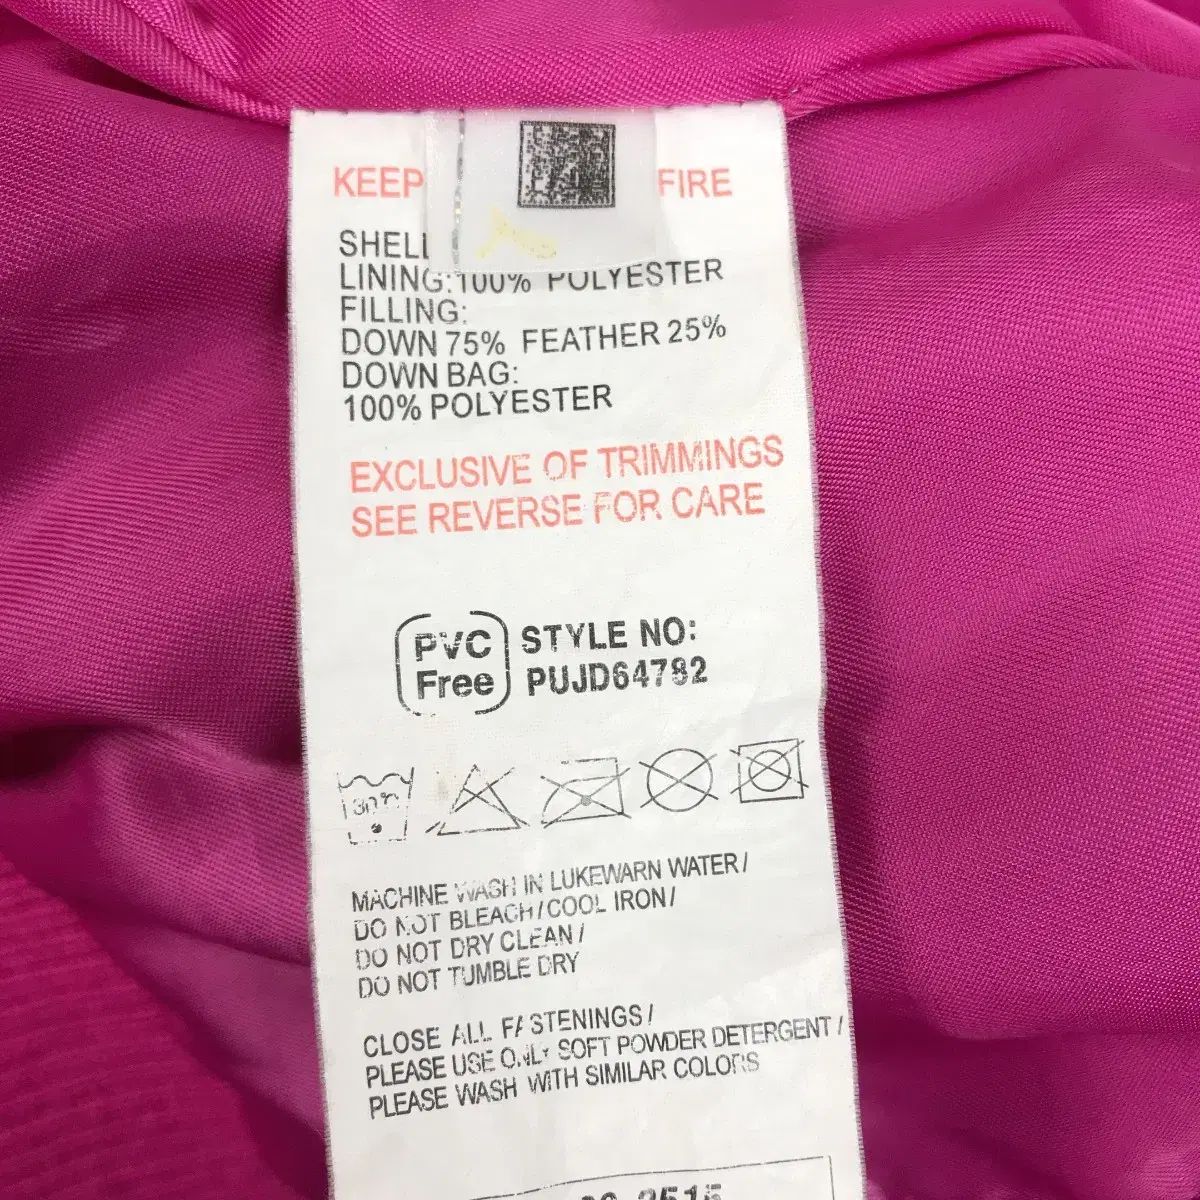 KEEP FIRE
SHELL
LINING:100% POLYESTER
FILLING:
DOWN 75% FEATHER 25%
DOWN BAG:
100% POLYESTER
EXCLUSIVE OF TRIMMINGS
SEE REVERSE FOR CARE
PVC Free
STYLE NO:
PUJD64782
30°C
MACHINE WASH IN LUKEWARN WATER/
DO NOT BLEACH/COOL IRON/
DO NOT DRY CLEAN/
DO NOT TUMBLE DRY
CLOSE ALL FASTENINGS/
PLEASE USE ONLY SOFT POWDER DETERGENT/
PLEASE WASH WITH SIMILAR COLORS